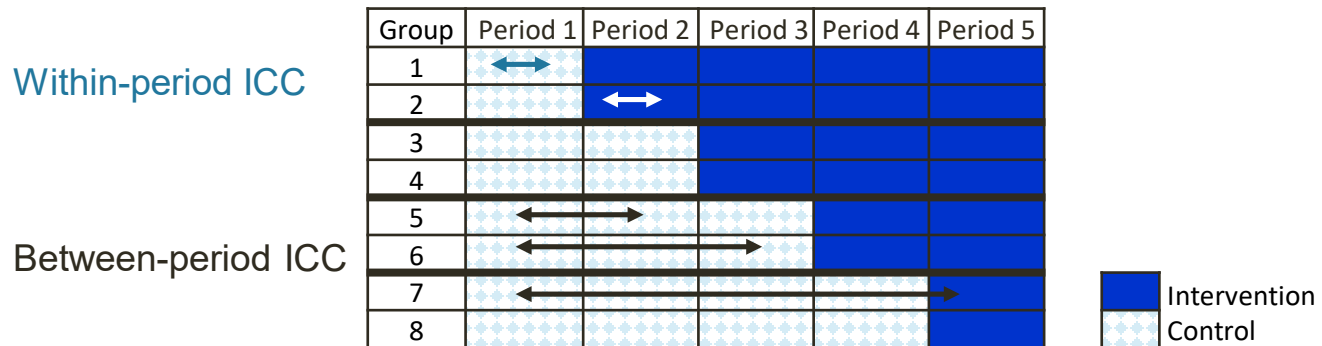 Group Period 1 Period 2 Period 3 Period 4 Period 5
Within-period ICC
1
2
3
4
Between-period ICC
5
6
7
8
Intervention
Control